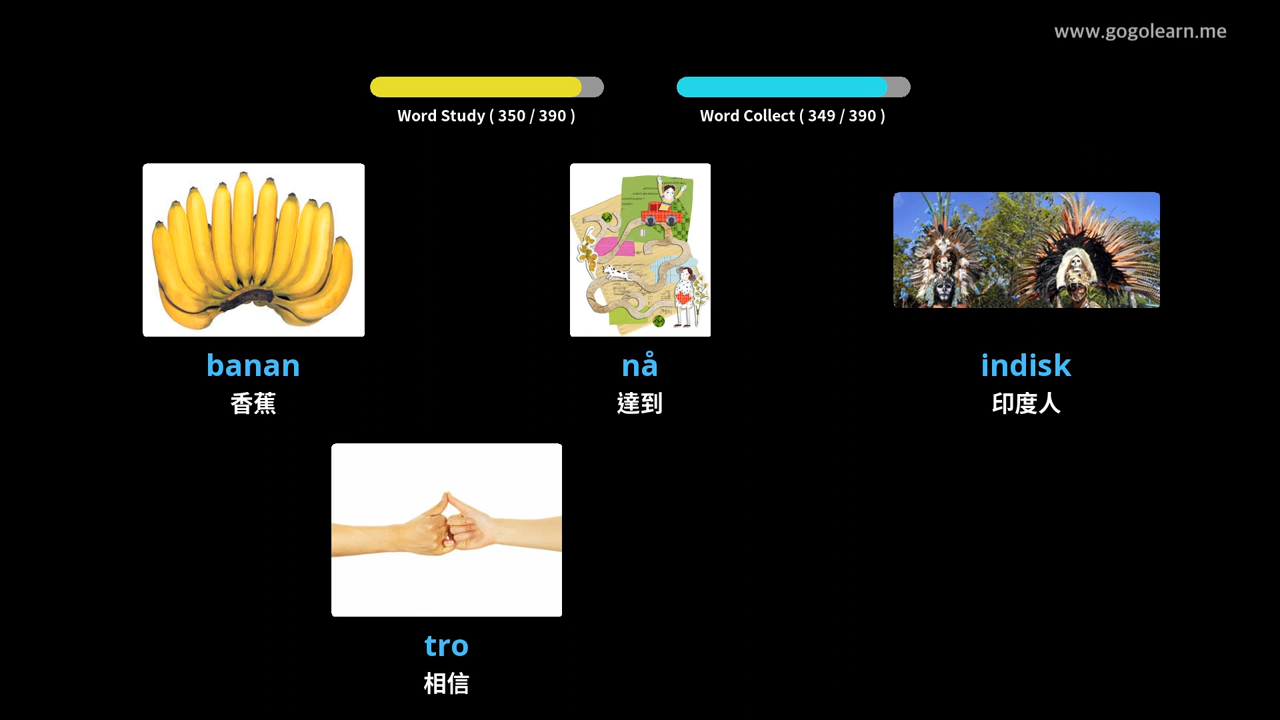 www.gogolearn.me
Word Study ( 350 / 390 )
Word Collect ( 349 / 390 )
banan
香蕉
nå
達到
indisk
印度人
tro
相信